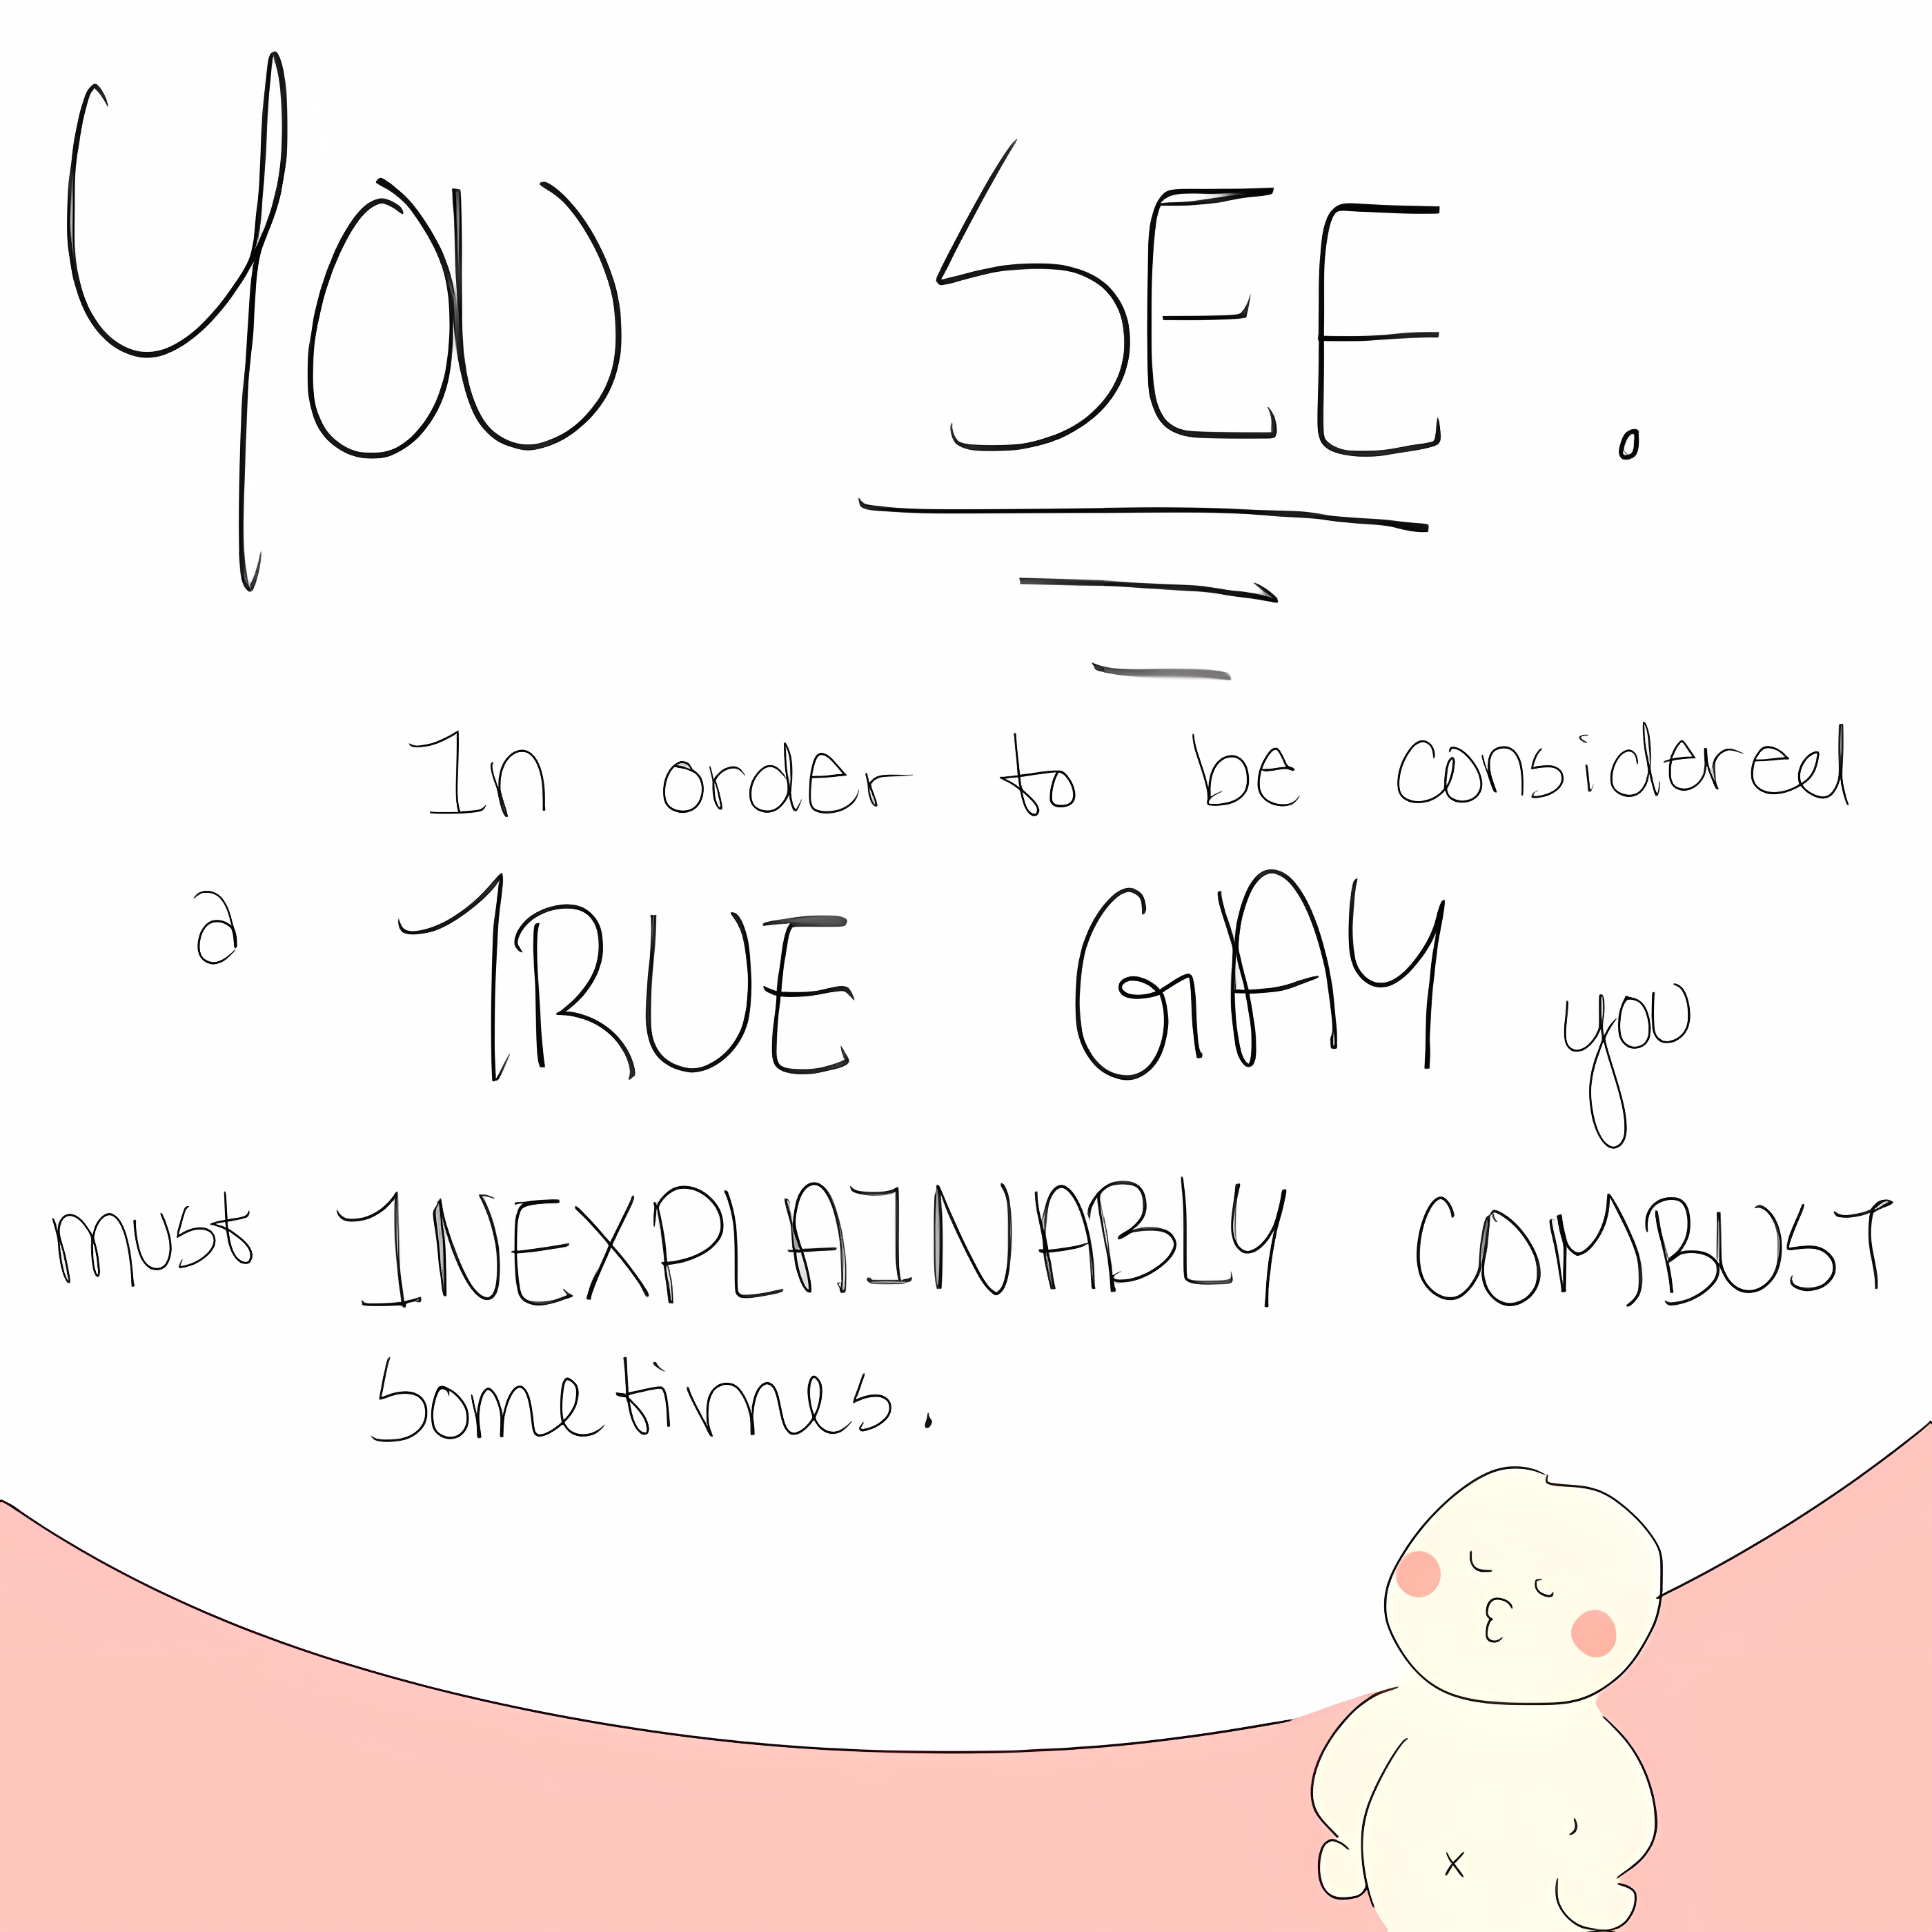 You SEE.
In order to be considered
a TRUE GAY you
must INEXPLAINABLY COMBUST
Sometimes.